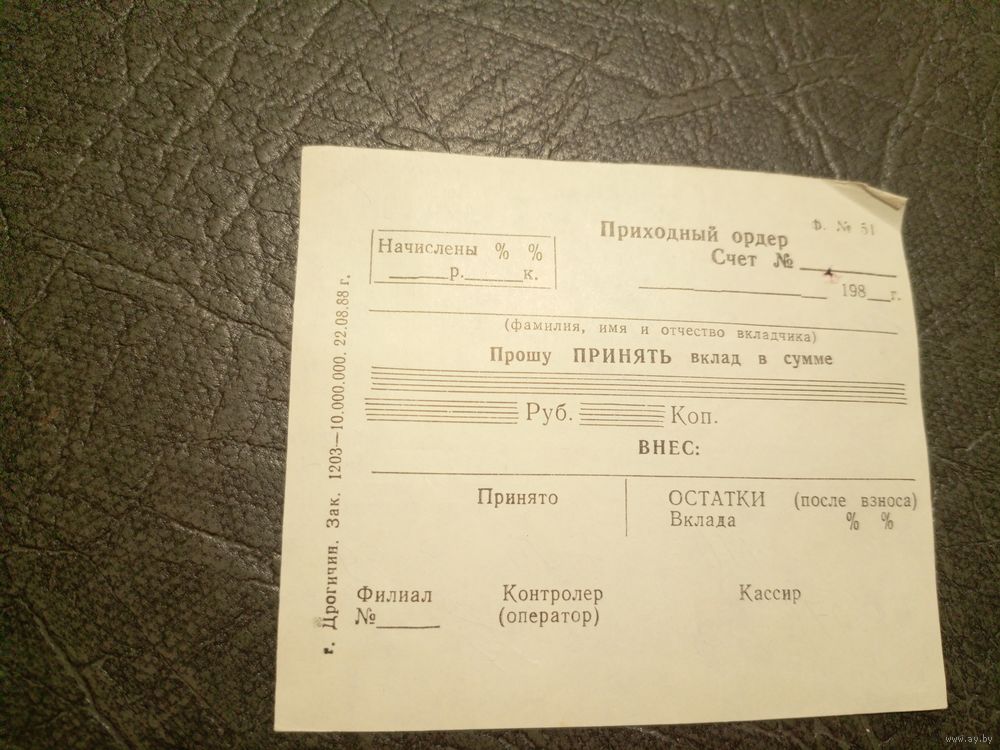 Ф. № 51
Приходный ордер
Счет №
Начислены % %
р. к.
198 г.
(фамилия, имя и отчество вкладчика)
Прошу ПРИНЯТЬ вклад в сумме
Руб. Коп.
ВНЕС:
Принято
ОСТАТКИ (после взноса)
Вклада % %
Филиал Контролер Кассир
№ (оператор)
г. Дрогичин. Зак. 1203—10.000.000. 22.08.88 г.
www.ay.by